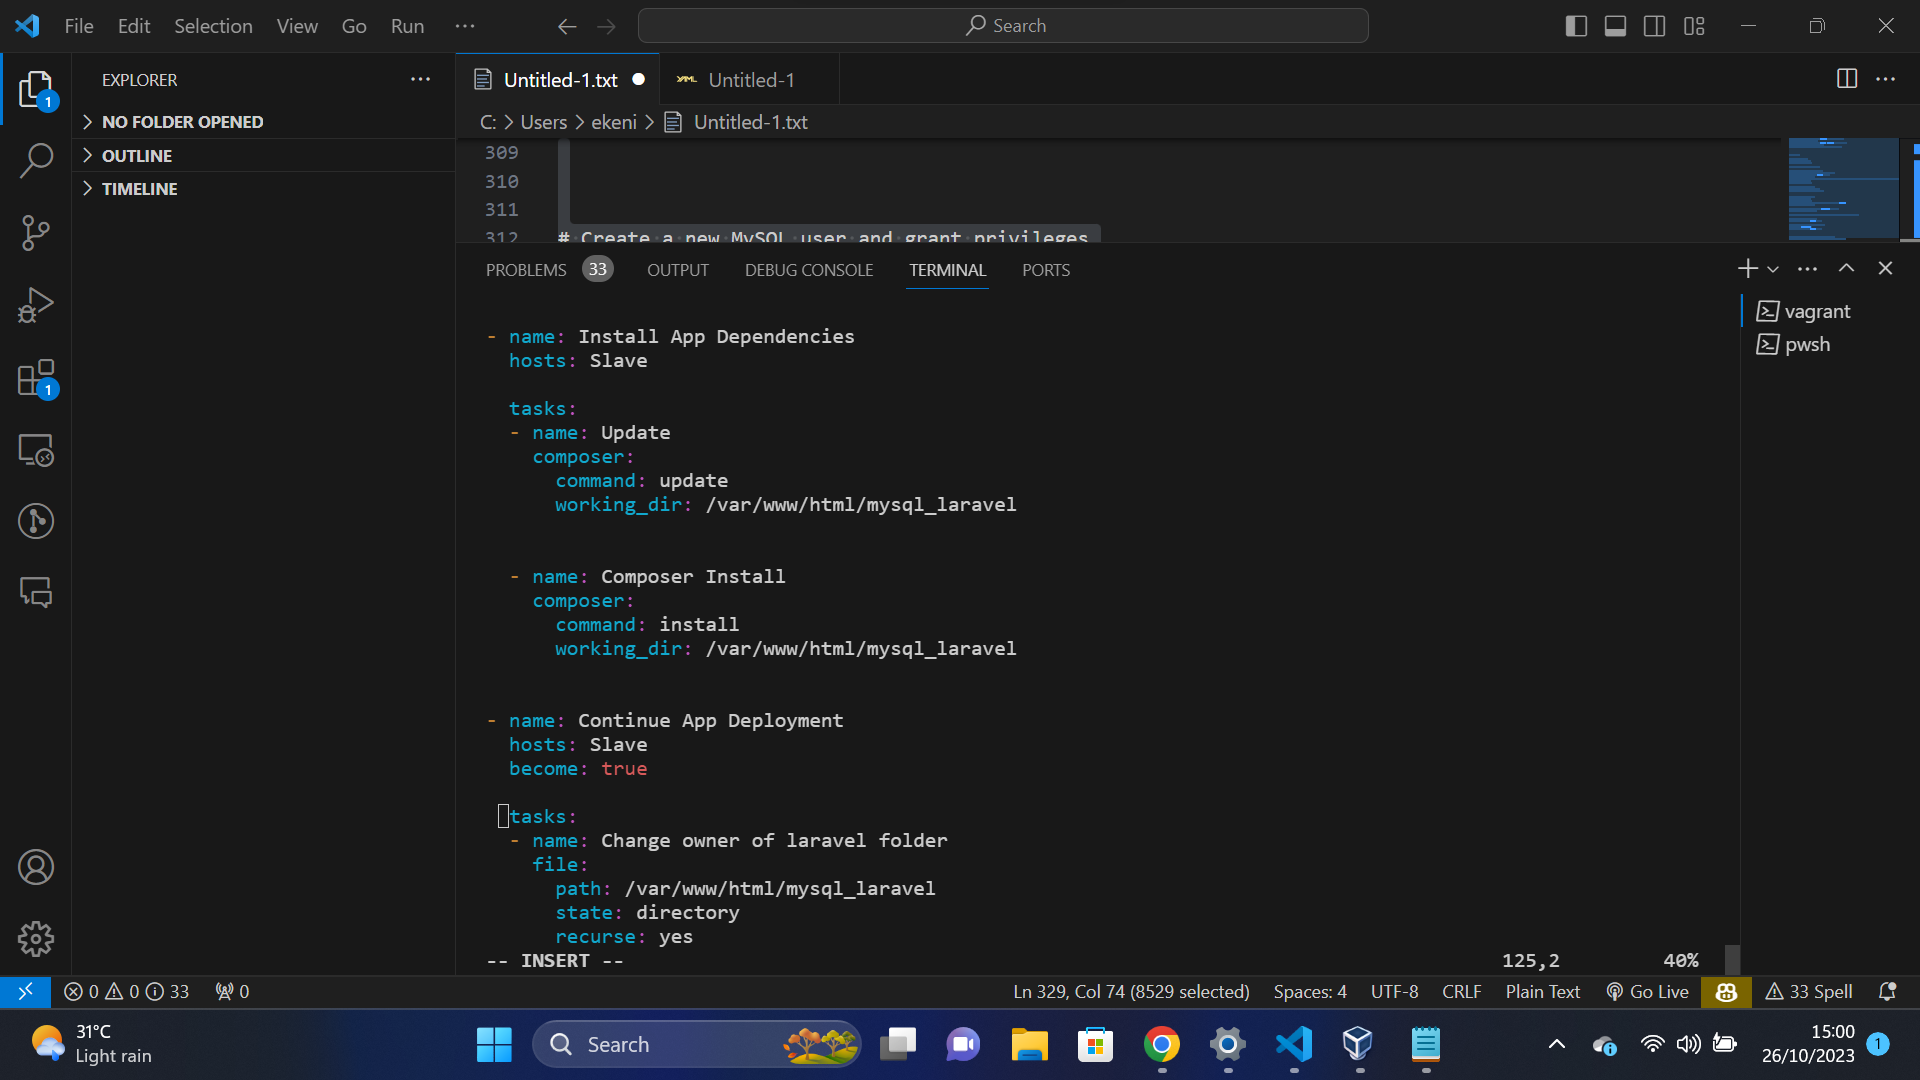 File Edit Selection View Go Run ···
Search
EXPLORER ···
1
NO FOLDER OPENED
OUTLINE
TIMELINE
1
Untitled-1.txt
YAML Untitled-1
C: > Users > ekeni > Untitled-1.txt
309
310
311
312 # Create a new MySQL user and grant privileges
PROBLEMS 33 OUTPUT DEBUG CONSOLE TERMINAL PORTS
vagrant
pwsh
- name: Install App Dependencies
hosts: Slave
tasks:
- name: Update
composer:
command: update
working_dir: /var/www/html/mysql_laravel
- name: Composer Install
composer:
command: install
working_dir: /var/www/html/mysql_laravel
- name: Continue App Deployment
hosts: Slave
become: true
tasks:
- name: Change owner of laravel folder
file:
path: /var/www/html/mysql_laravel
state: directory
recurse: yes
-- INSERT -- 125,2 40%
0 0 33 0 Ln 329, Col 74 (8529 selected) Spaces: 4 UTF-8 CRLF Plain Text Go Live 33 Spell
31°C
Light rain
Search
15:00
26/10/2023
1